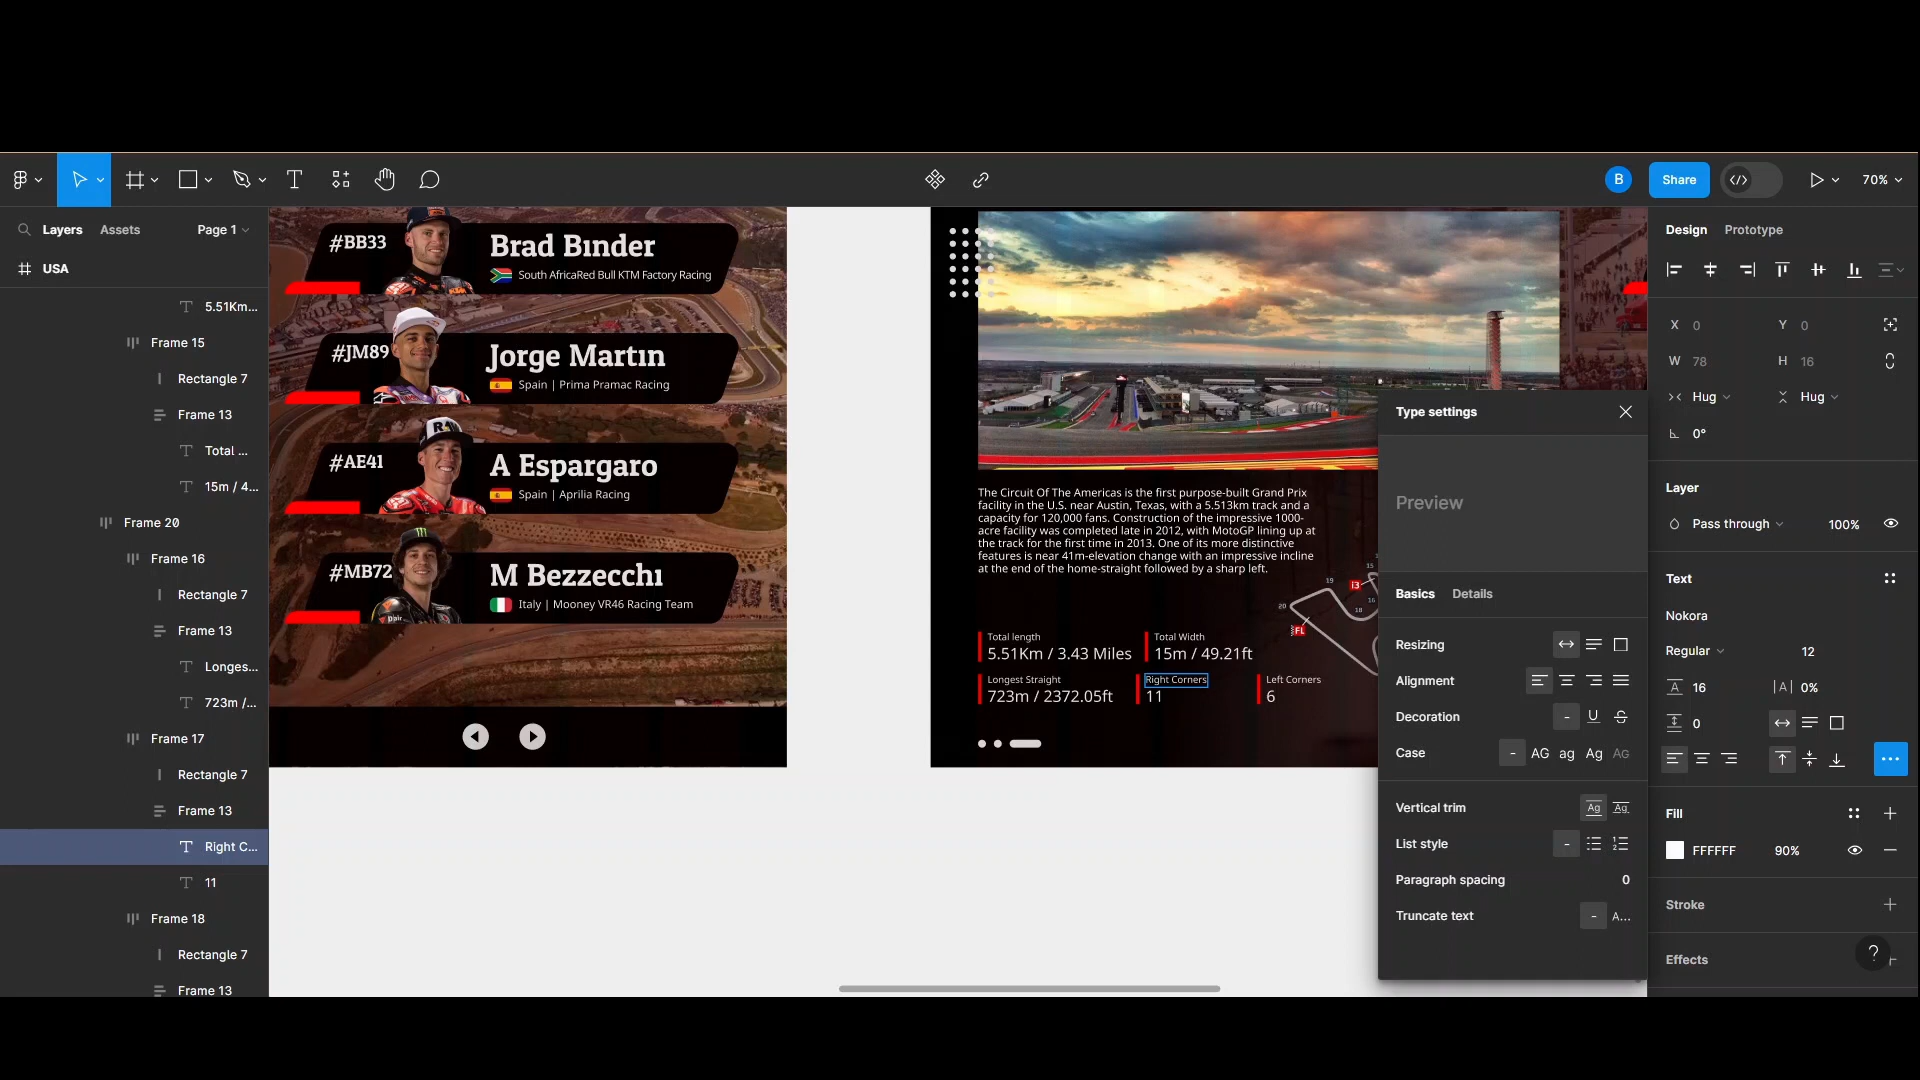 B
Share
70%
Layers
Assets
Page 1
USA
5.51Km...
Frame 15
Rectangle 7
Frame 13
Total ...
15m / 4...
Frame 20
Frame 16
Rectangle 7
Frame 13
Longes...
723m /...
Frame 17
Rectangle 7
Frame 13
Right C...
11
Frame 18
Rectangle 7
Frame 13
#BB33
Brad Binder
South AfricaRed Bull KTM Factory Racing
#JM89
Jorge Martin
Spain | Prima Pramac Racing
#AE41
A Espargaro
Spain | Aprilia Racing
#MB72
M Bezzecchi
Italy | Mooney VR46 Racing Team
The Circuit Of The Americas is the first purpose-built Grand Prix
facility in the U.S. near Austin, Texas, with a 5.513km track and a
capacity for 120,000 fans. Construction of the impressive 1000-
acre facility was completed late in 2012, with MotoGP lining up at
the track for the first time in 2013. One of its more distinctive
features is near 41m-elevation change with an impressive incline
at the end of the home-straight followed by a sharp left.
15
19
16
18
20
FL
Total length
5.51Km / 3.43 Miles
Total Width
15m / 49.21ft
Longest Straight
723m / 2372.05ft
Right Corners
11
Left Corners
6
Type settings
Preview
Basics
Details
Resizing
Alignment
Decoration
- U S
Case
- AG ag Ag AG
Vertical trim
Ag Ag
List style
-
Paragraph spacing
0
Truncate text
- A...
Design
Prototype
X 0
Y 0
W 78
H 16
Hug
Hug
0°
Layer
Pass through
100%
Text
Nokora
Regular
12
A 16
|A| 0%
0
Fill
FFFFFF
90%
Stroke
Effects
?